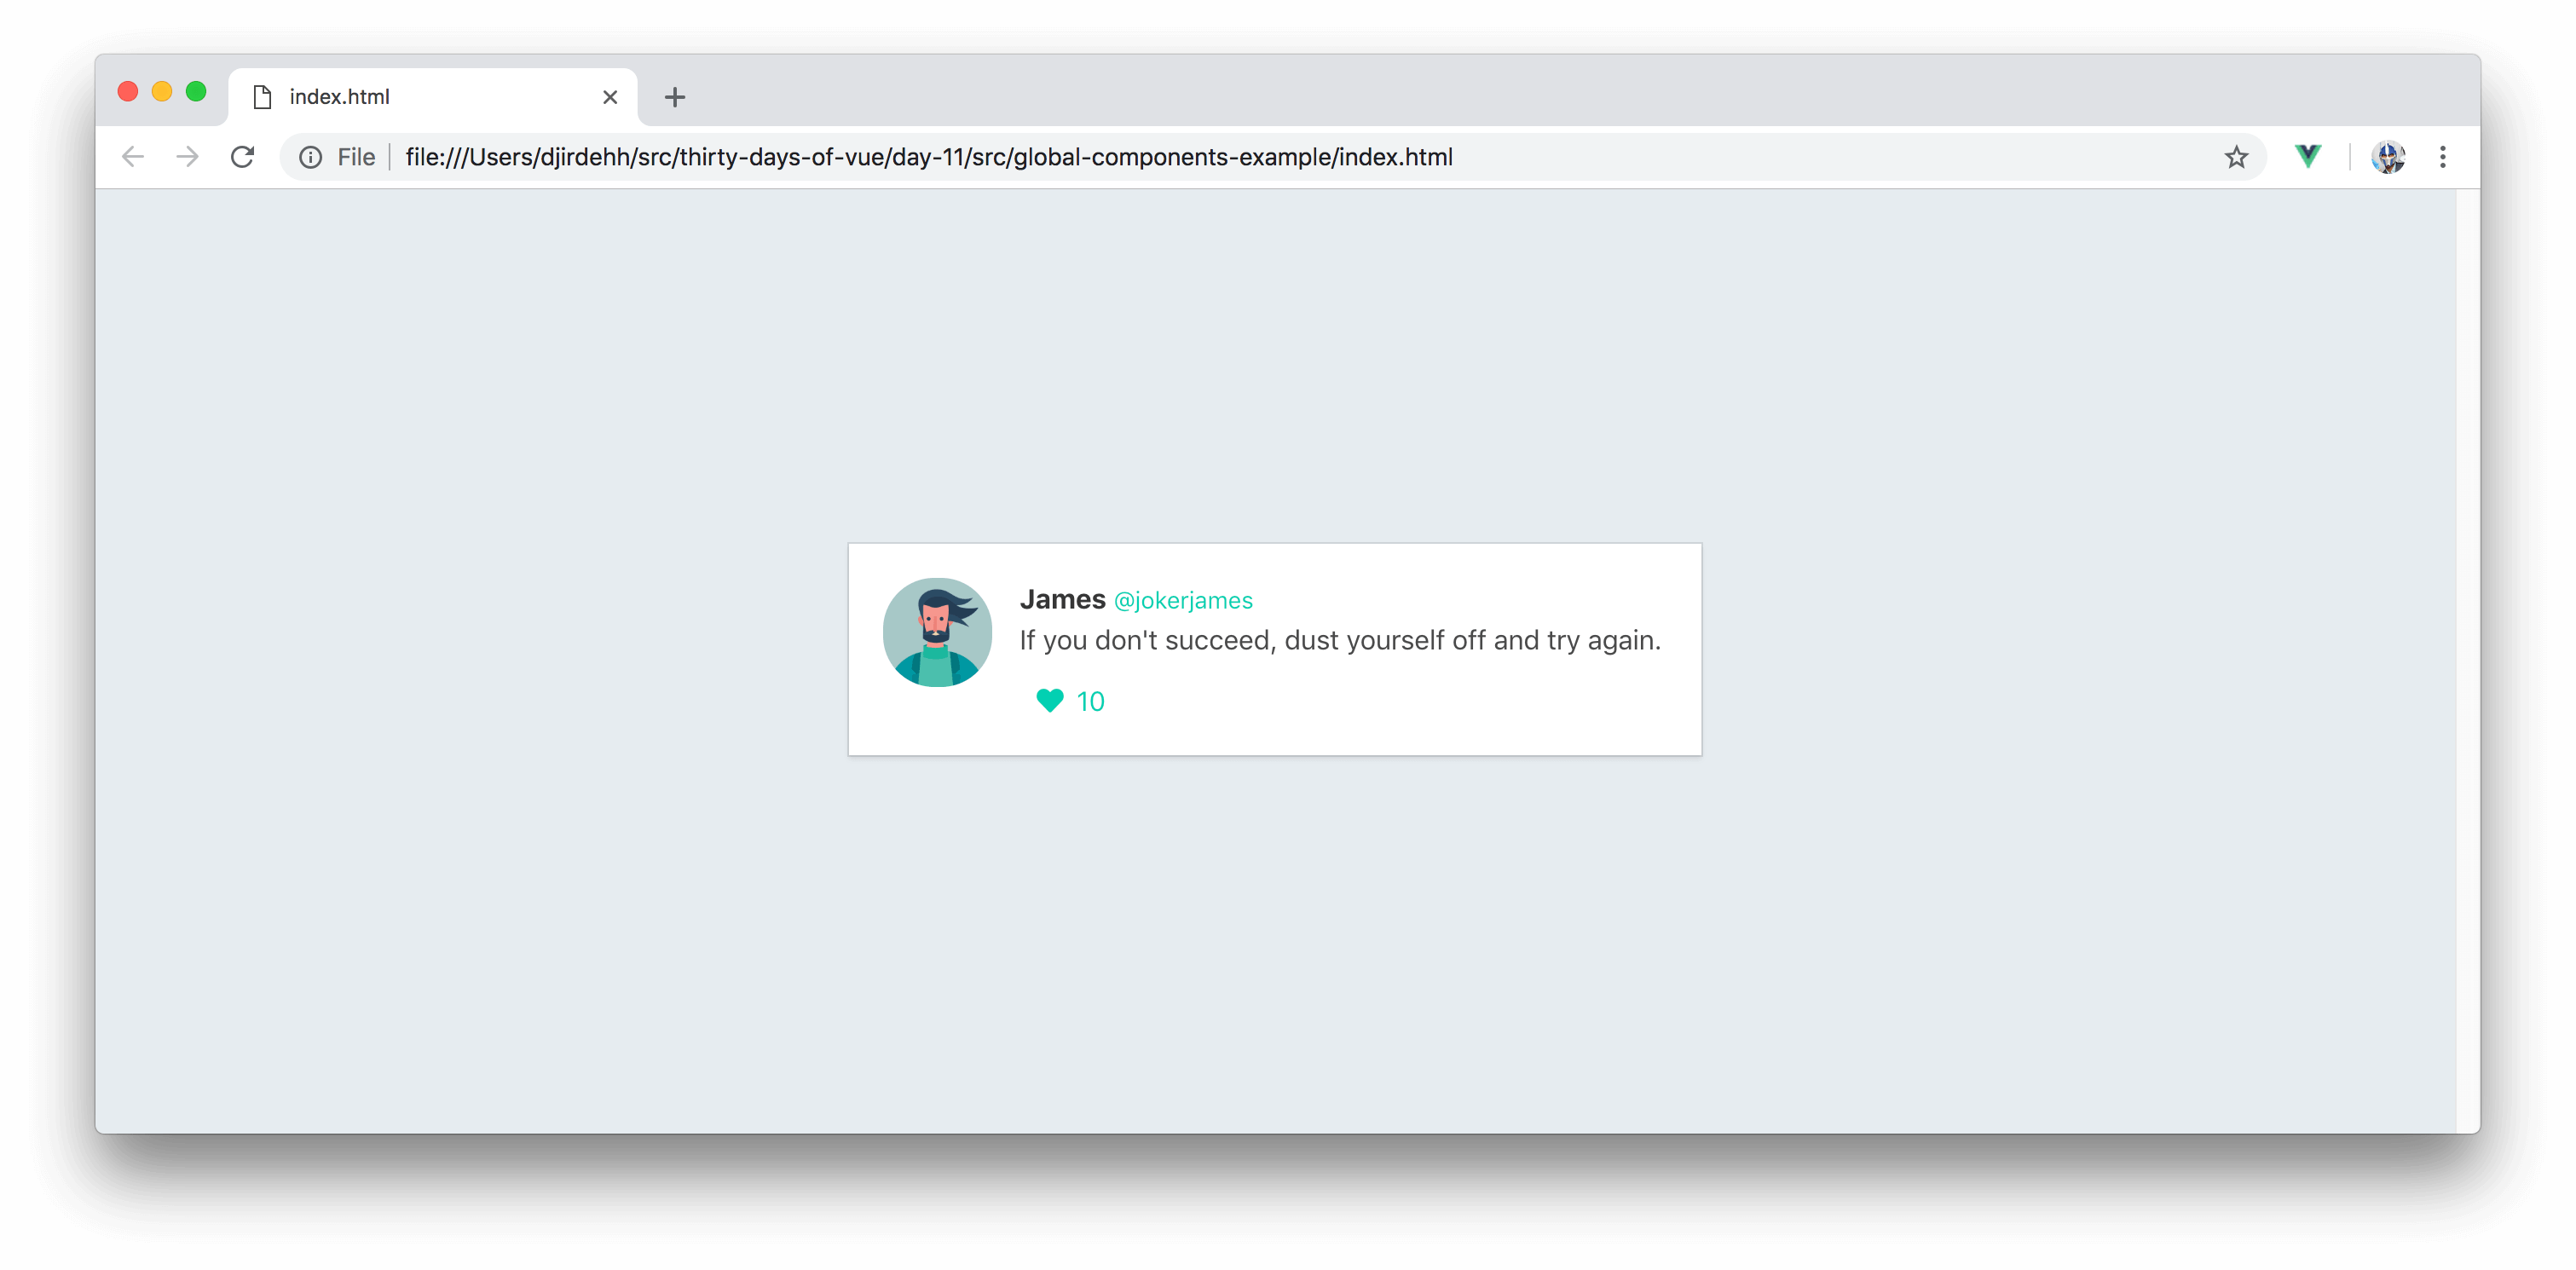 index.html
File file:///Users/djirdehh/src/thirty-days-of-vue/day-11/src/global-components-example/index.html
James @jokerjames
If you don't succeed, dust yourself off and try again.
10